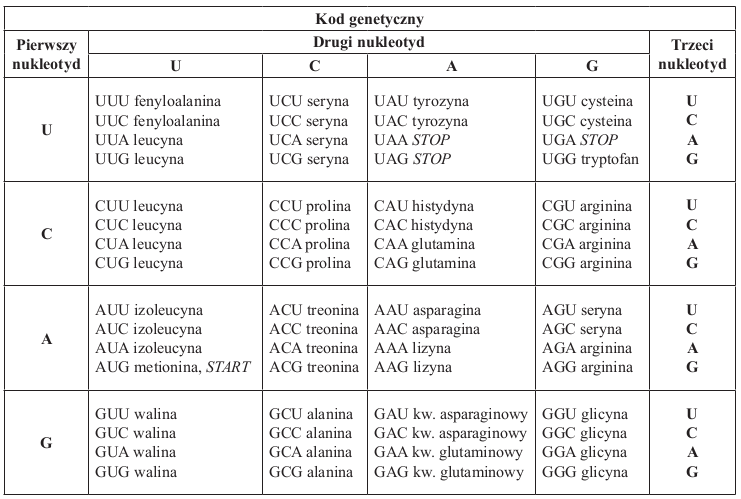 Kod genetyczny
Pierwszy nukleotyd Drugi nukleotyd Trzeci nukleotyd
U C A G
U
UUU fenyloalanina UCU seryna UAU tyrozyna UGU cysteina U
UUC fenyloalanina UCC seryna UAC tyrozyna UGC cysteina C
UUA leucyna UCA seryna UAA STOP UGA STOP A
UUG leucyna UCG seryna UAG STOP UGG tryptofan G
C
CUU leucyna CCU prolina CAU histydyna CGU arginina U
CUC leucyna CCC prolina CAC histydyna CGC arginina C
CUA leucyna CCA prolina CAA glutamina CGA arginina A
CUG leucyna CCG prolina CAG glutamina CGG arginina G
A
AUU izoleucyna ACU treonina AAU asparagina AGU seryna U
AUC izoleucyna ACC treonina AAC asparagina AGC seryna C
AUA izoleucyna ACA treonina AAA lizyna AGA arginina A
AUG metionina, START ACG treonina AAG lizyna AGG arginina G
G
GUU walina GCU alanina GAU kw. asparaginowy GGU glicyna U
GUC walina GCC alanina GAC kw. asparaginowy GGC glicyna C
GUA walina GCA alanina GAA kw. glutaminowy GGA glicyna A
GUG walina GCG alanina GAG kw. glutaminowy GGG glicyna G